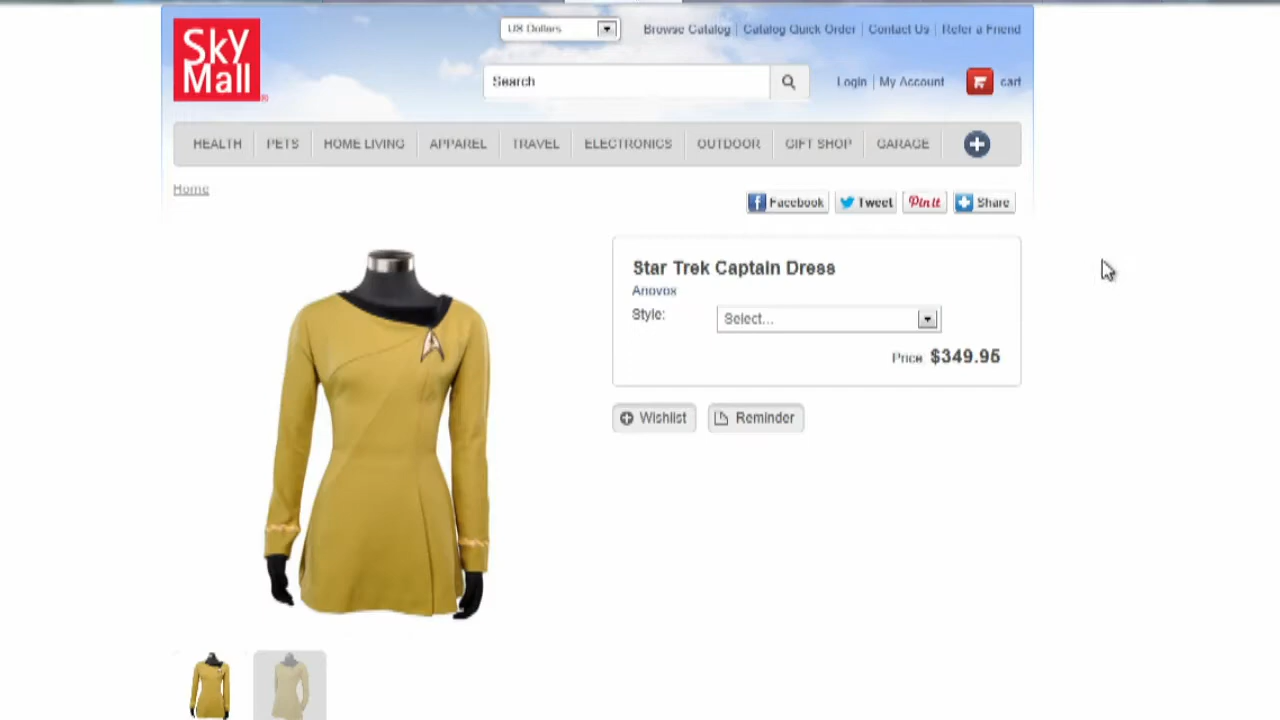 Sky
Mall
US Dollars
Browse Catalog | Catalog Quick Order | Contact Us | Refer a Friend
Search
Login | My Account
cart
HEALTH
PETS
HOME LIVING
APPAREL
TRAVEL
ELECTRONICS
OUTDOOR
GIFT SHOP
GARAGE
Home
Facebook
Tweet
Pin it
Share
Star Trek Captain Dress
Anovos
Style:
Select...
Price $349.95
Wishlist
Reminder